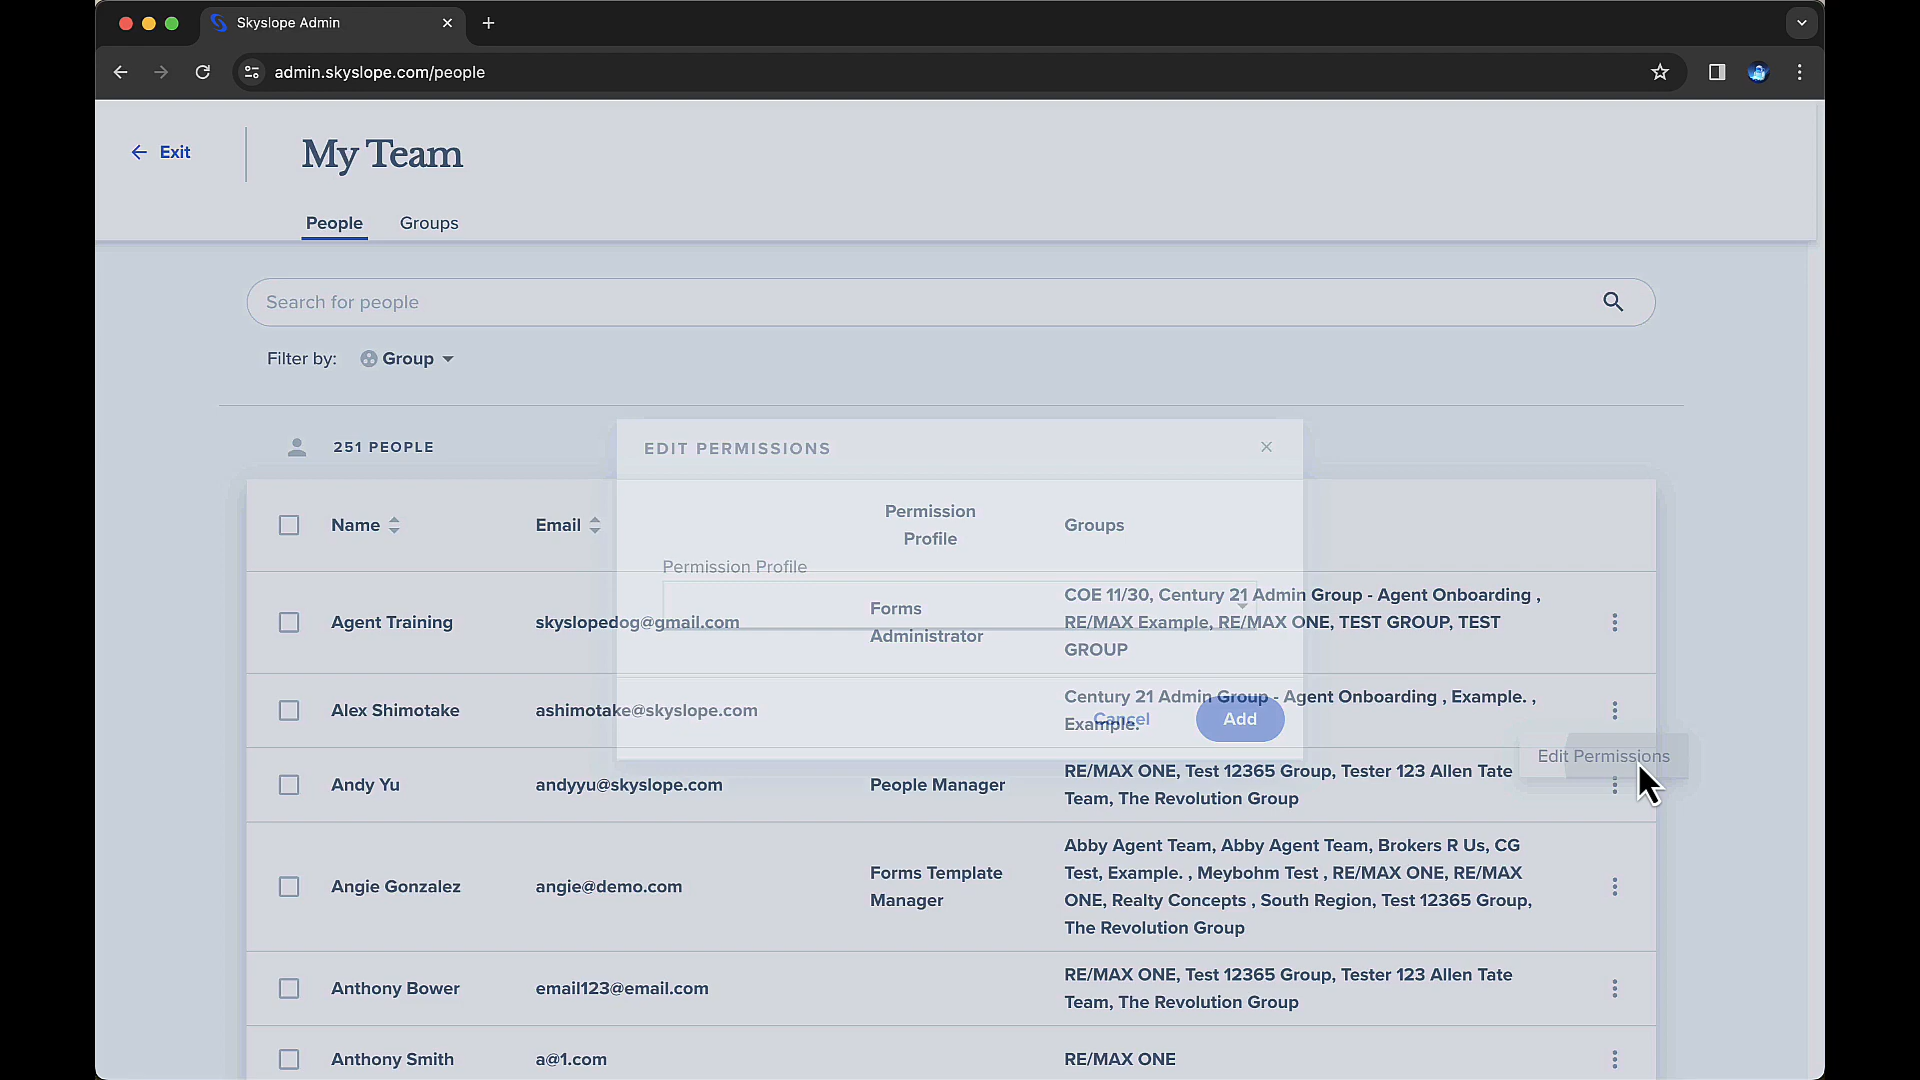 Skyslope Admin
admin.skyslope.com/people
Exit
My Team
People
Groups
Search for people
Filter by:
Group
251 PEOPLE
EDIT PERMISSIONS
Name
Email
Permission
Profile
Groups
Permission Profile
Agent Training
skyslopedog@gmail.com
Forms
Administrator
COE 11/30, Century 21 Admin Group - Agent Onboarding ,
RE/MAX Example, RE/MAX ONE, TEST GROUP, TEST
GROUP
Alex Shimotake
ashimotake@skyslope.com
Century 21 Admin Group - Agent Onboarding , Example. ,
Example.
Cancel
Add
Edit Permissions
Andy Yu
andyyu@skyslope.com
People Manager
RE/MAX ONE, Test 12365 Group, Tester 123 Allen Tate
Team, The Revolution Group
Angie Gonzalez
angie@demo.com
Forms Template
Manager
Abby Agent Team, Abby Agent Team, Brokers R Us, CG
Test, Example. , Meybohm Test , RE/MAX ONE, RE/MAX
ONE, Realty Concepts , South Region, Test 12365 Group,
The Revolution Group
Anthony Bower
email123@email.com
RE/MAX ONE, Test 12365 Group, Tester 123 Allen Tate
Team, The Revolution Group
Anthony Smith
a@1.com
RE/MAX ONE